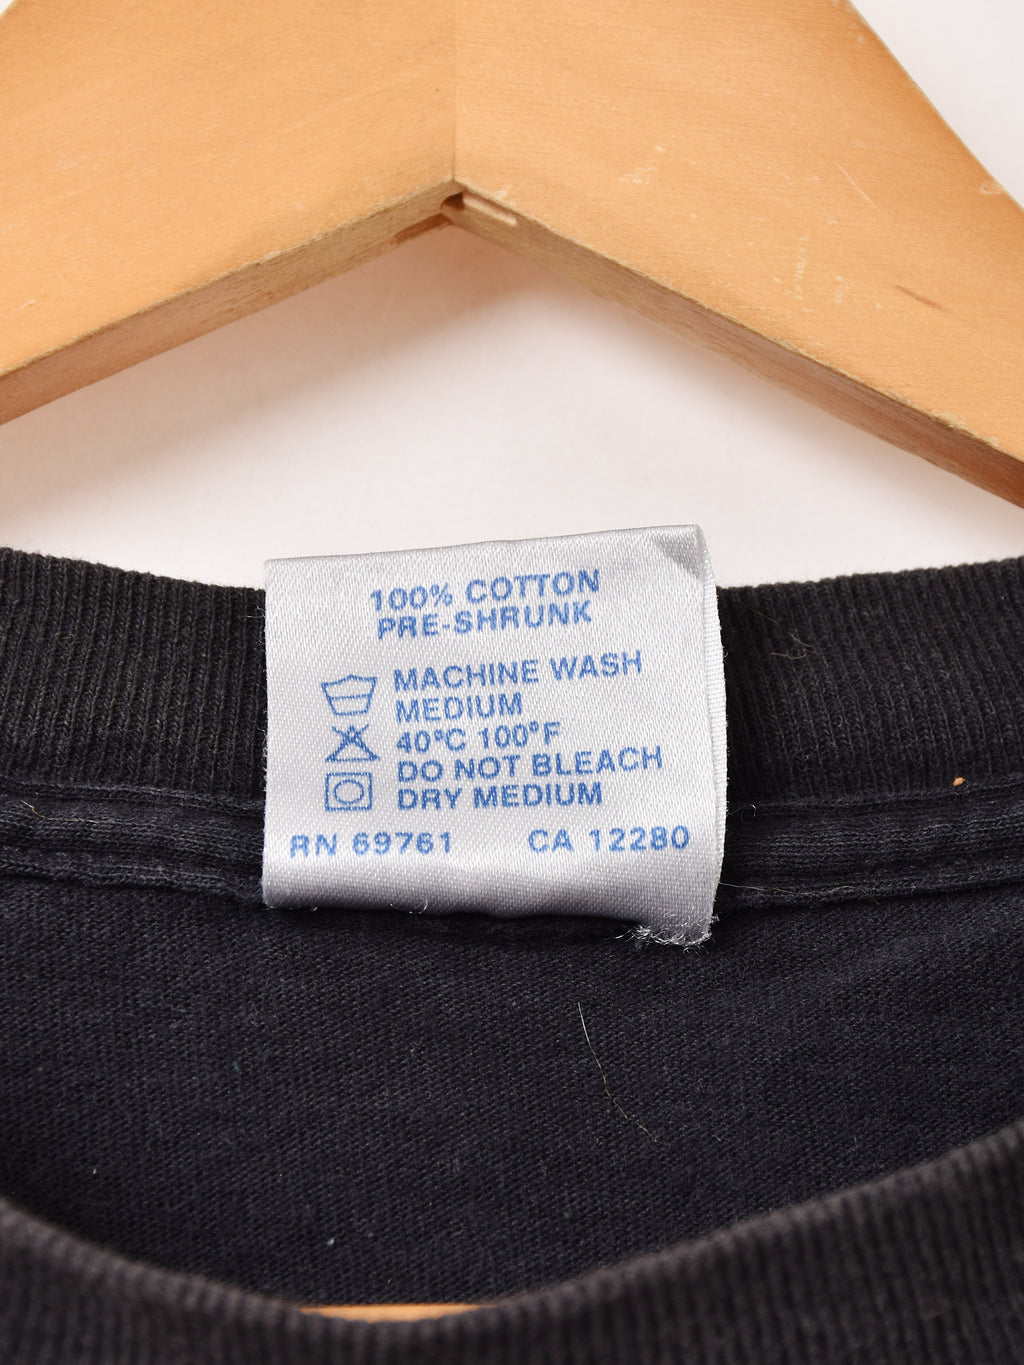 100% COTTON
PRE-SHRUNK
MACHINE WASH
MEDIUM
40°C 100°F
DO NOT BLEACH
DRY MEDIUM
RN 69761 CA 12280